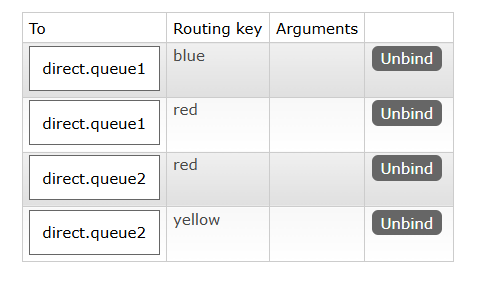 To Routing key Arguments
direct.queue1 blue Unbind
direct.queue1 red Unbind
direct.queue2 red Unbind
direct.queue2 yellow Unbind